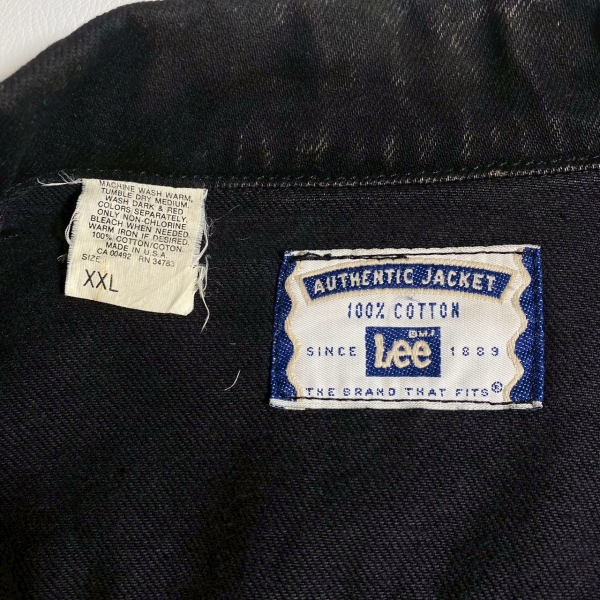 MACHINE WASH WARM,
TUMBLE DRY MEDIUM.
WASH DARK & RED
COLORS SEPARATELY.
ONLY NON-CHLORINE
BLEACH WHEN NEEDED.
WARM IRON IF DESIRED.
100% COTTON/COTON.
MADE IN U.S.A.
CA 00492 RN 34783
SIZE
XXL
AUTHENTIC JACKET
100% COTTON
® M.R.
SINCE Lee 1889
THE BRAND THAT FITS®